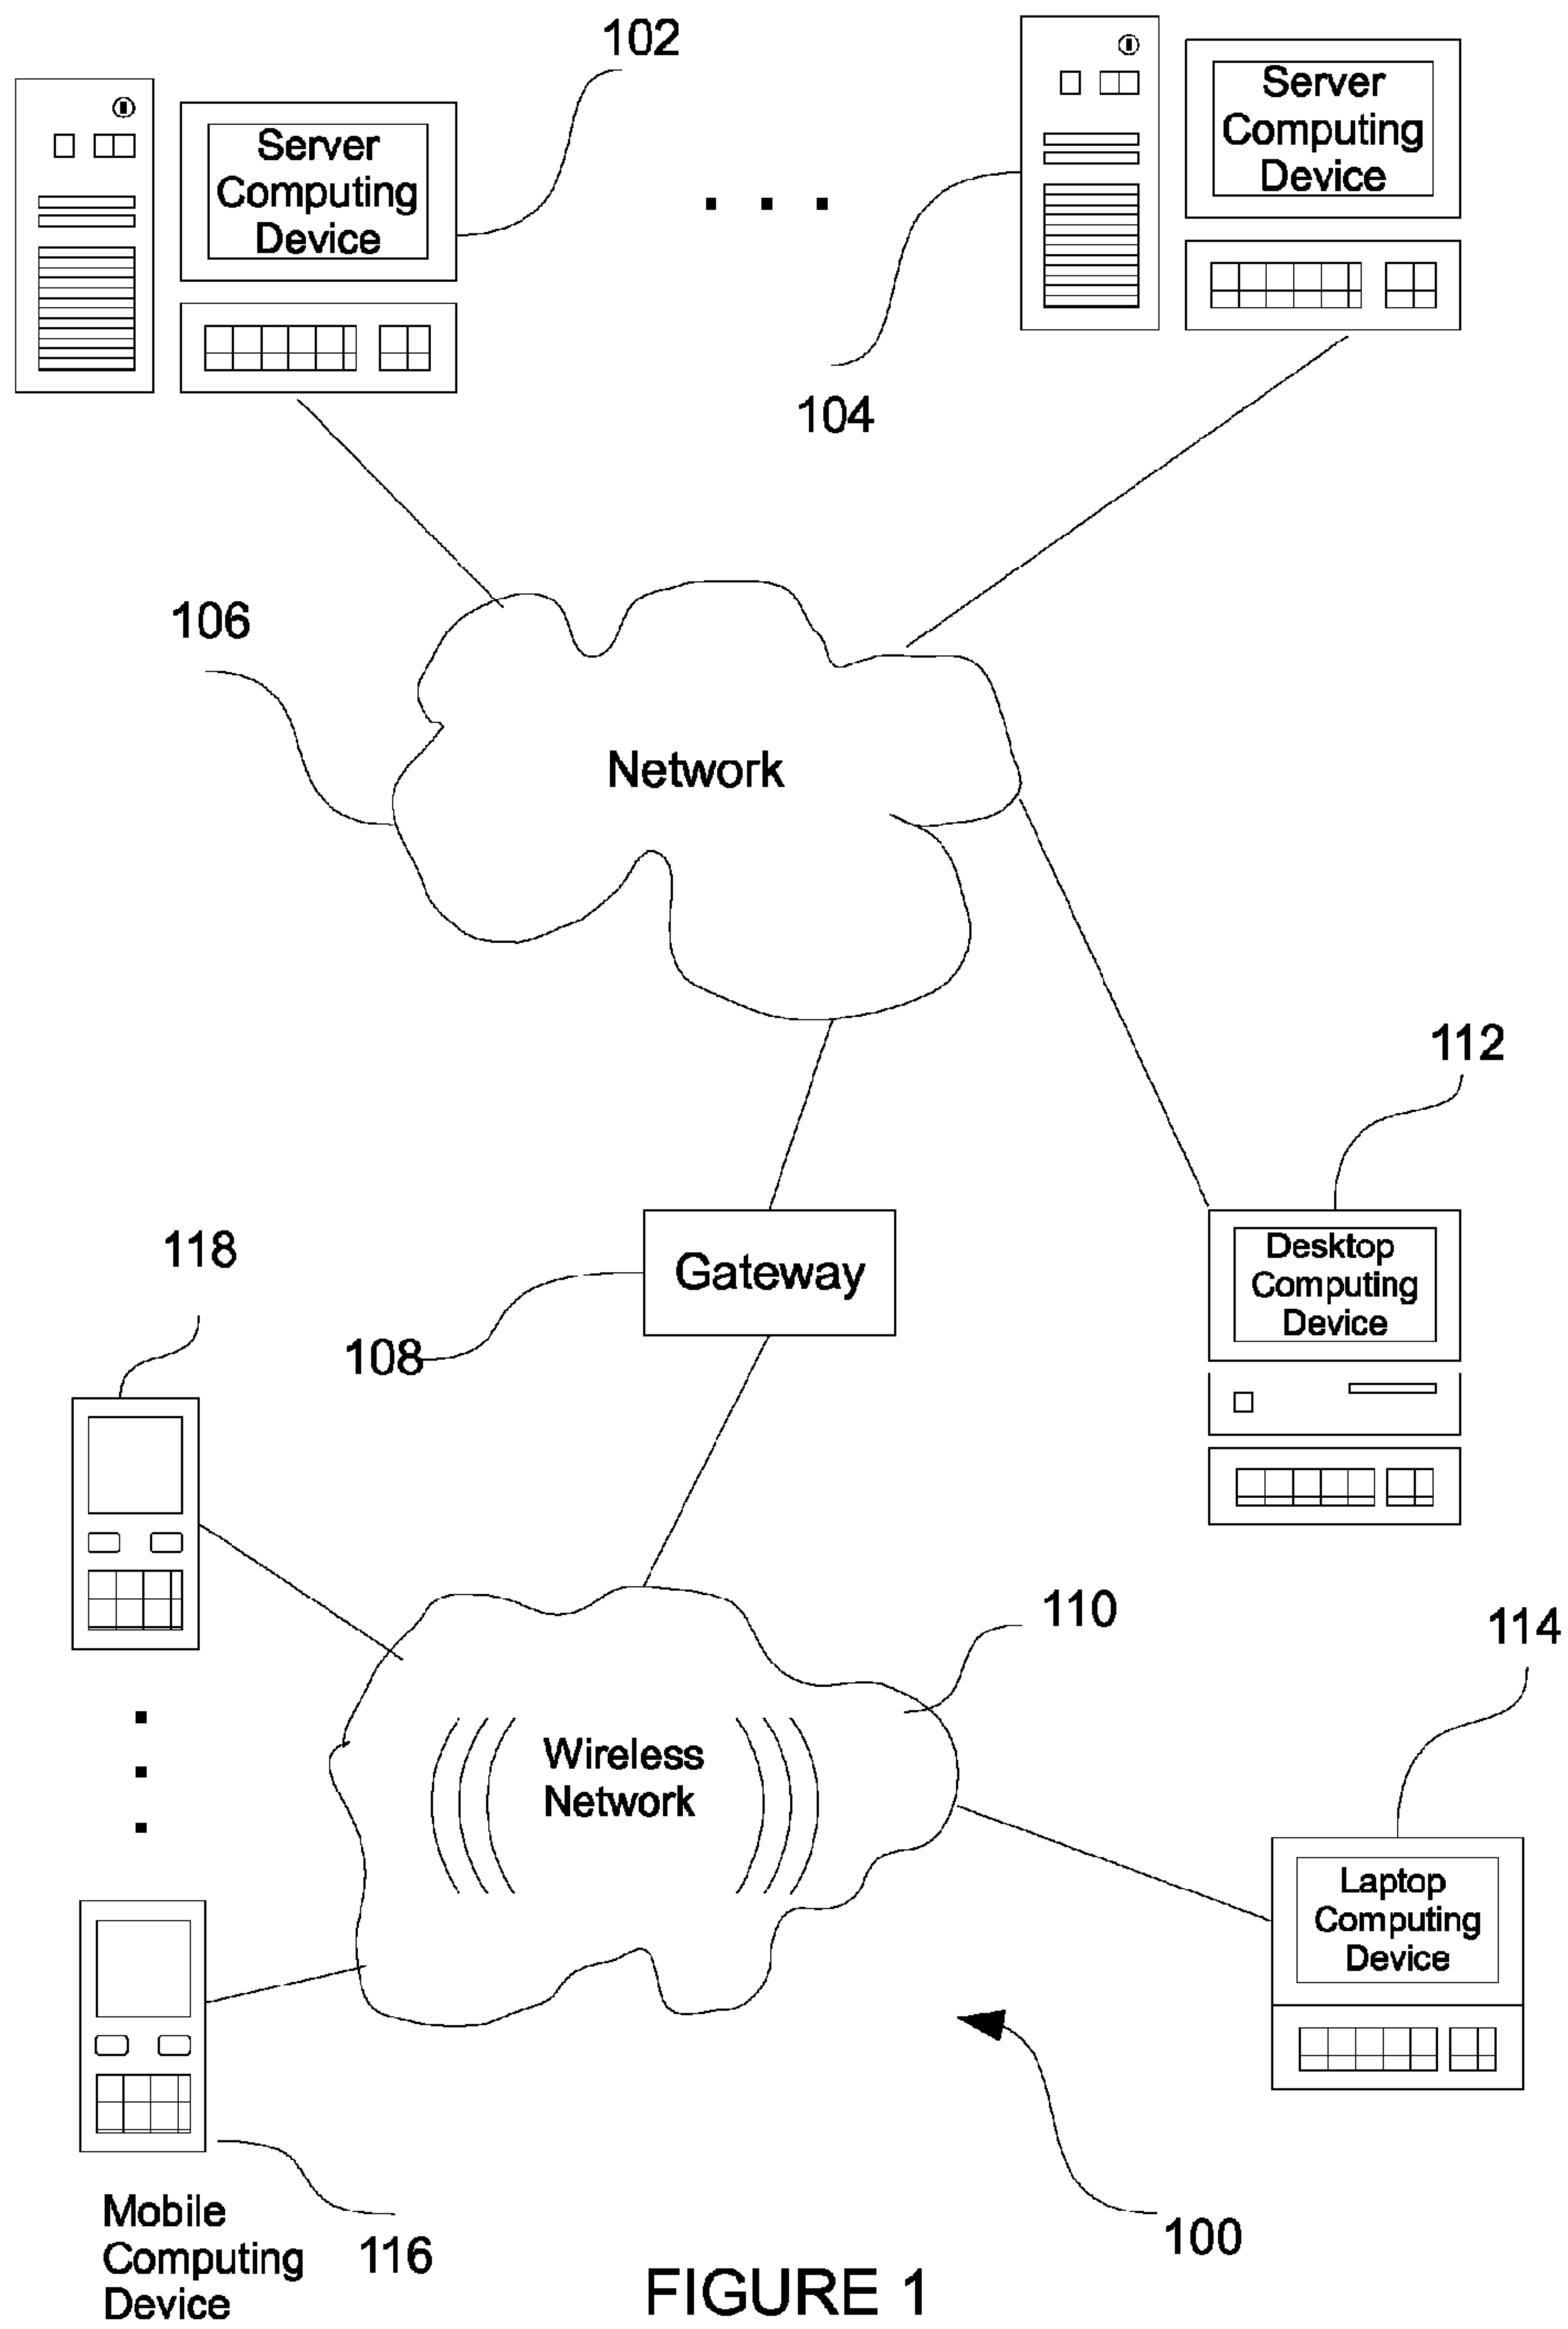 102
Server
Computing
Device
Server
Computing
Device
104
106
Network
112
118
Gateway
Desktop
Computing
Device
108
110
114
Wireless
Network
Laptop
Computing
Device
Mobile
Computing
Device
116
100
FIGURE 1